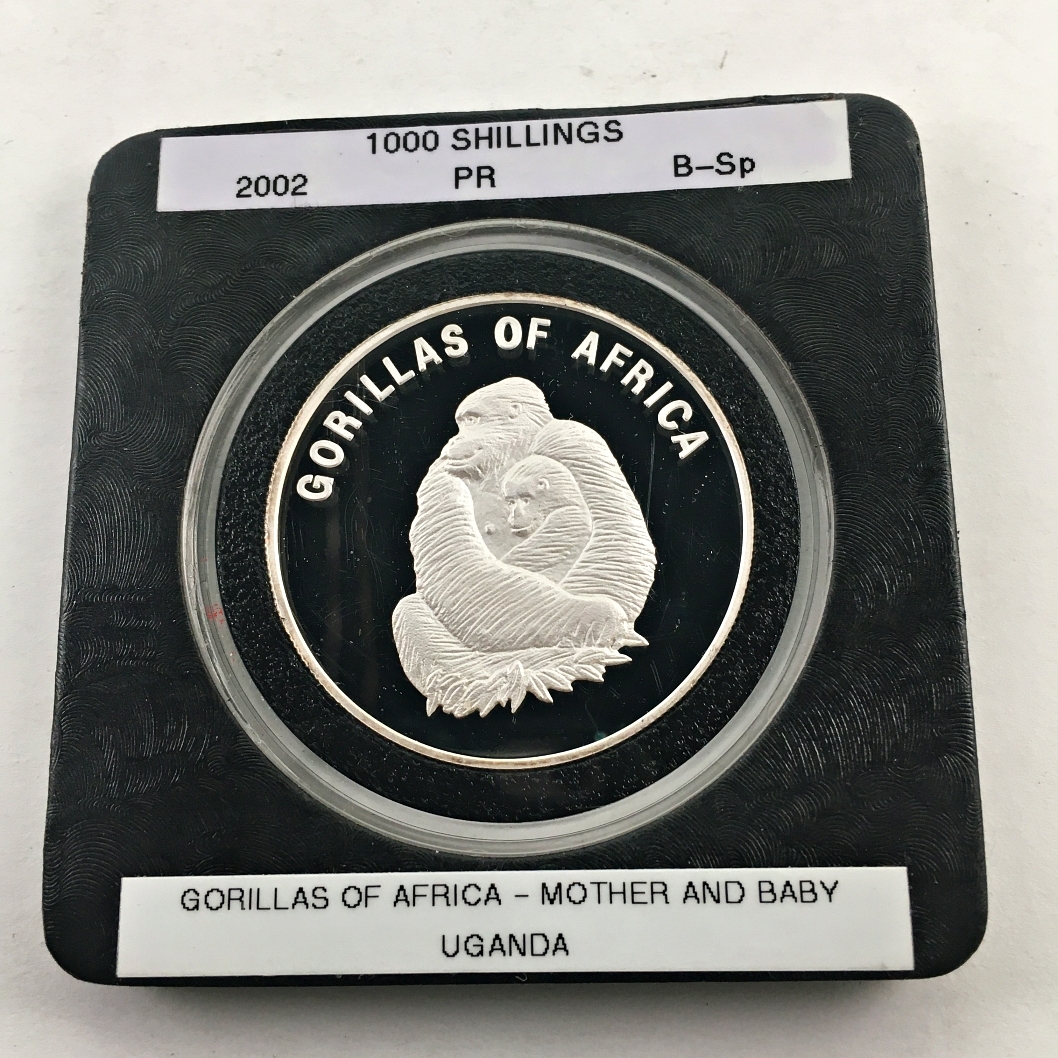 1000 SHILLINGS
2002 PR B-Sp
GORILLAS OF AFRICA
GORILLAS OF AFRICA - MOTHER AND BABY
UGANDA